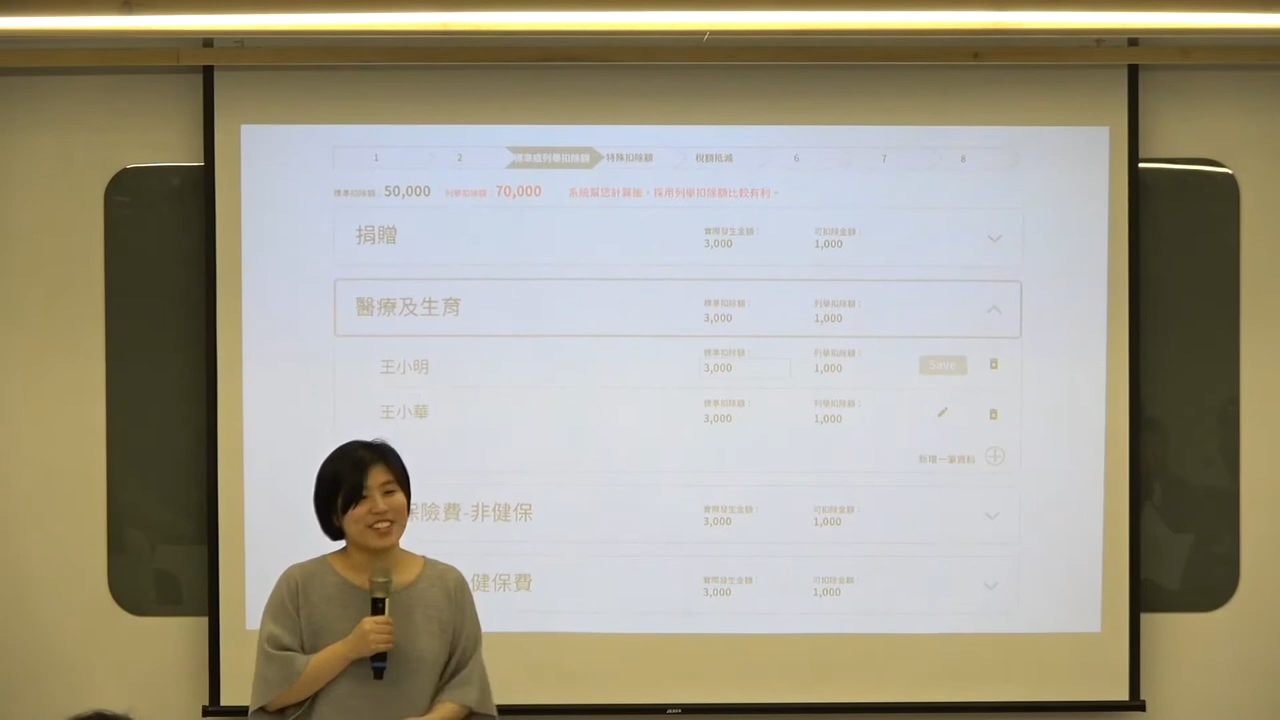 1 2 標準或列舉扣除額 特殊扣除額 稅額抵減 6 7 8
標準扣除額：50,000 列舉扣除額：70,000 系統幫您計算後，採用列舉扣除額比較有利。
捐贈 實際發生金額： 可扣除金額：
3,000 1,000
醫療及生育 標準扣除額： 列舉扣除額：
3,000 1,000
王小明 標準扣除額： 列舉扣除額： Save
3,000 1,000
王小華 標準扣除額： 列舉扣除額：
3,000 1,000
新增一筆資料
保險費-非健保 實際發生金額： 可扣除金額：
3,000 1,000
健保費 實際發生金額： 可扣除金額：
3,000 1,000